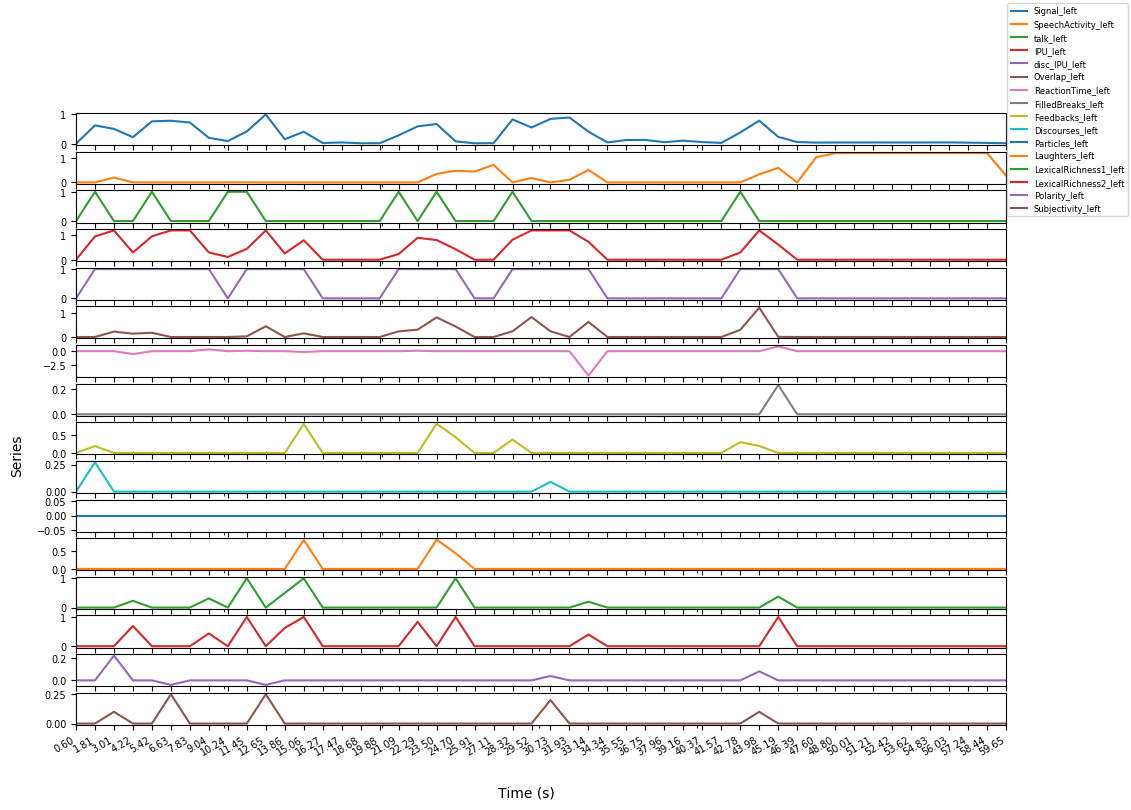 Signal_left
SpeechActivity_left
talk_left
IPU_left
disc_IPU_left
Overlap_left
ReactionTime_left
FilledBreaks_left
Feedbacks_left
Discourses_left
Particles_left
Laughters_left
LexicalRichness1_left
LexicalRichness2_left
Polarity_left
Subjectivity_left
1
0
1
0
1
0
1
0
1
0
1
0
0.0
−2.5
0.2
0.0
0.5
0.0
0.25
0.00
0.05
0.00
−0.05
0.5
0.0
1
0
1
0
0.2
0.0
0.25
0.00
Series
0.60 1.81 3.01 4.22 5.42 6.63 7.83 9.04 10.24 11.45 12.65 13.86 15.06 16.27 17.47 18.68 19.88 21.09 22.29 23.50 24.70 25.91 27.11 28.32 29.52 30.73 31.93 33.14 34.34 35.55 36.75 37.96 39.16 40.37 41.57 42.78 43.98 45.19 46.39 47.60 48.80 50.01 51.21 52.42 53.62 54.83 56.03 57.24 58.44 59.65
Time (s)